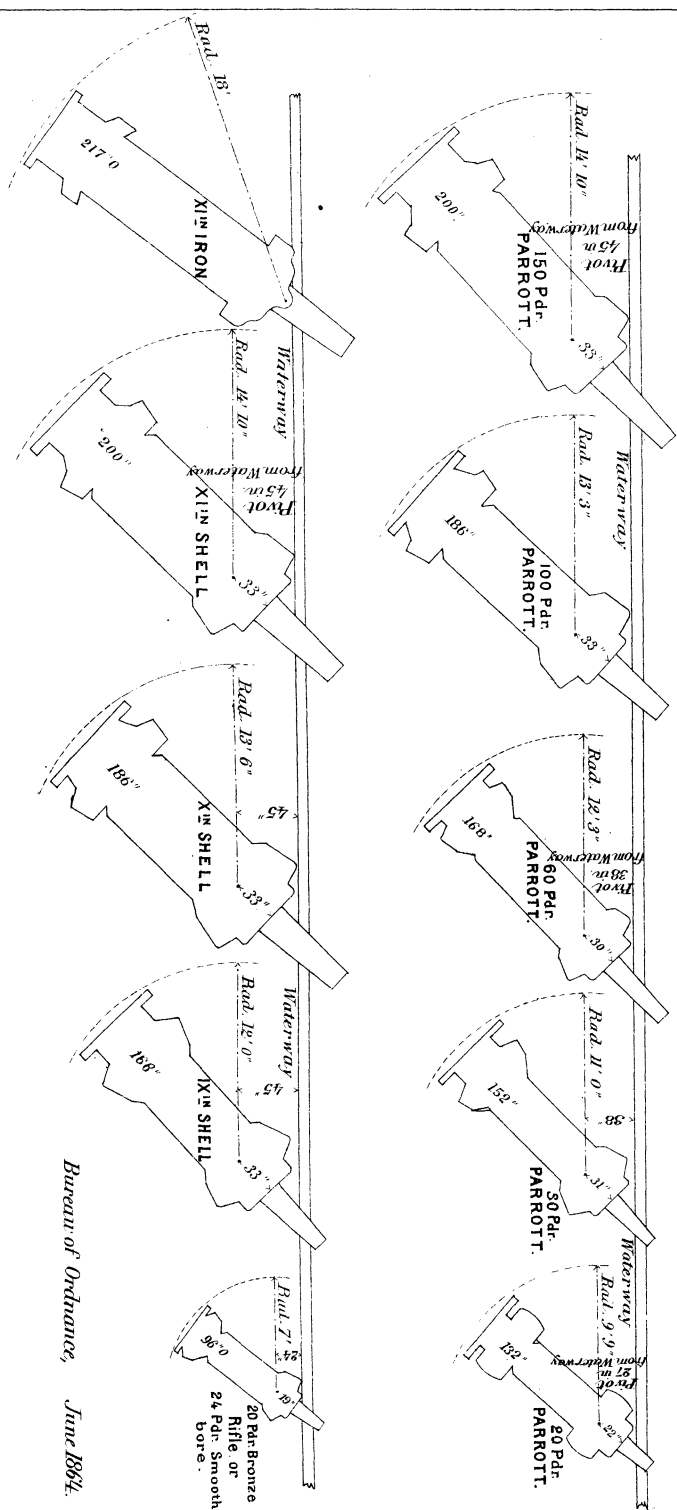 Rad. 14' 10"
Pivot
45 in
from Waterway
200"
150 Pdr.
PARROTT.
33"
Waterway
Rad. 13' 3"
186"
100 Pdr.
PARROTT.
33"
Rad. 12' 3"
Pivot
38 in.
from Waterway
168"
60 Pdr.
PARROTT.
30"
Rad. 11' 0"
38"
152"
30 Pdr.
PARROTT.
31"
Waterway
Rad. 9' 9"
Pivot
27 in
from Waterway
132"
20 Pdr.
PARROTT.
22"
Rad. 18'
217"0
XI IN IRON
Waterway
Rad. 14' 10"
Pivot
45 in.
from Waterway
200"
XI IN SHELL
33"
Rad. 13' 6"
45"
186"
X IN SHELL
33"
Waterway
Rad. 12' 0"
45"
166"
IX IN SHELL
33"
Rad. 7'
24"
96"0
19"
20 Pdr. Bronze
Rifle. or
24 Pdr. Smooth
bore.
Bureau of Ordnance, June 1864.